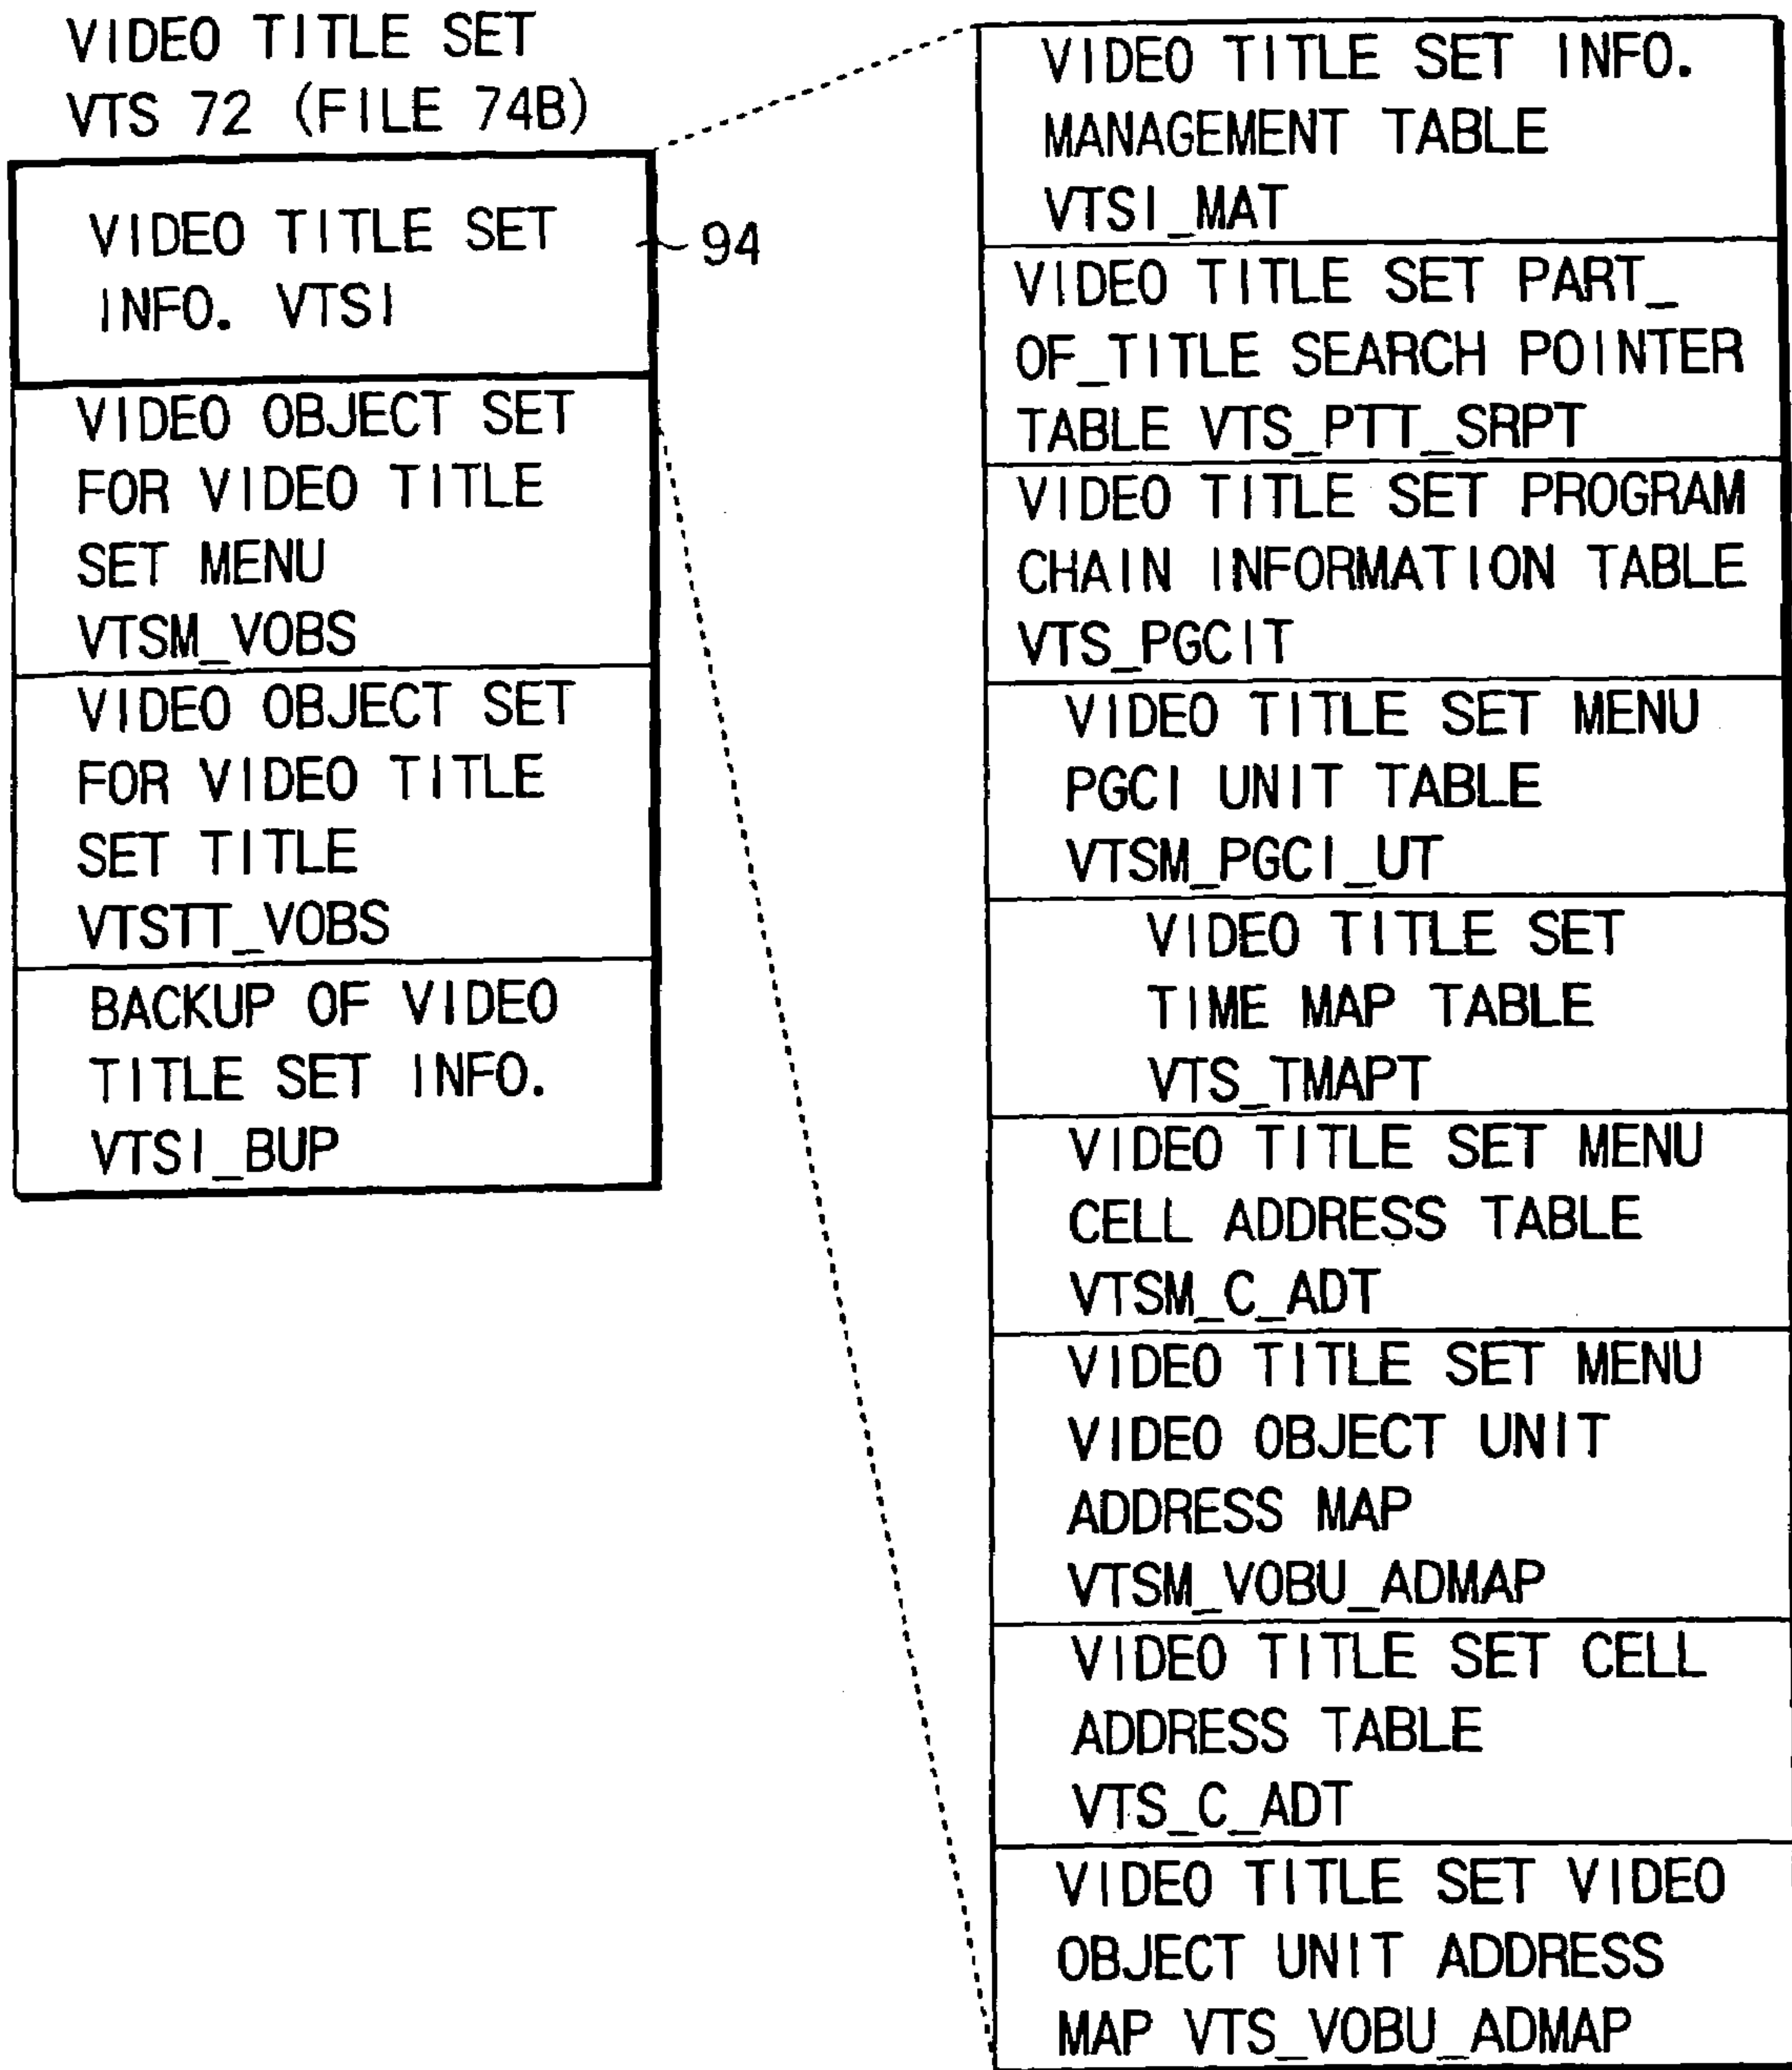 VIDEO TITLE SET
VTS 72 (FILE 74B)
VIDEO TITLE SET
INFO. VTSI
94
VIDEO OBJECT SET
FOR VIDEO TITLE
SET MENU
VTSM_VOBS
VIDEO OBJECT SET
FOR VIDEO TITLE
SET TITLE
VTSTT_VOBS
BACKUP OF VIDEO
TITLE SET INFO.
VTSI_BUP
VIDEO TITLE SET INFO.
MANAGEMENT TABLE
VTSI_MAT
VIDEO TITLE SET PART_
OF_TITLE SEARCH POINTER
TABLE VTS_PTT_SRPT
VIDEO TITLE SET PROGRAM
CHAIN INFORMATION TABLE
VTS_PGCIT
VIDEO TITLE SET MENU
PGCI UNIT TABLE
VTSM_PGCI_UT
VIDEO TITLE SET
TIME MAP TABLE
VTS_TMAPT
VIDEO TITLE SET MENU
CELL ADDRESS TABLE
VTSM_C_ADT
VIDEO TITLE SET MENU
VIDEO OBJECT UNIT
ADDRESS MAP
VTSM_VOBU_ADMAP
VIDEO TITLE SET CELL
ADDRESS TABLE
VTS_C_ADT
VIDEO TITLE SET VIDEO
OBJECT UNIT ADDRESS
MAP VTS_VOBU_ADMAP